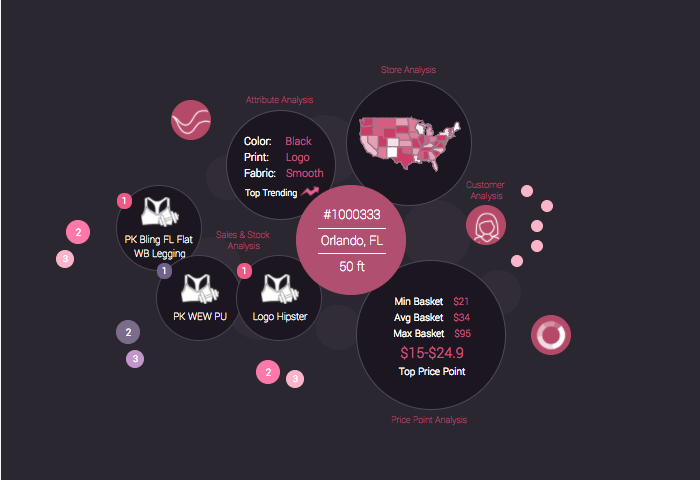 Store Analysis
Attribute Analysis
Color: Black
Print: Logo
Fabric: Smooth
Top Trending
Customer
Analysis
#1000333
Orlando, FL
50 ft
1
PK Bling FL Flat
WB Legging
2
3
Sales & Stock
Analysis
1
PK WEW PU
2
3
1
Logo Hipster
2
3
Min Basket $21
Avg Basket $34
Max Basket $95
$15-$24.9
Top Price Point
Price Point Analysis